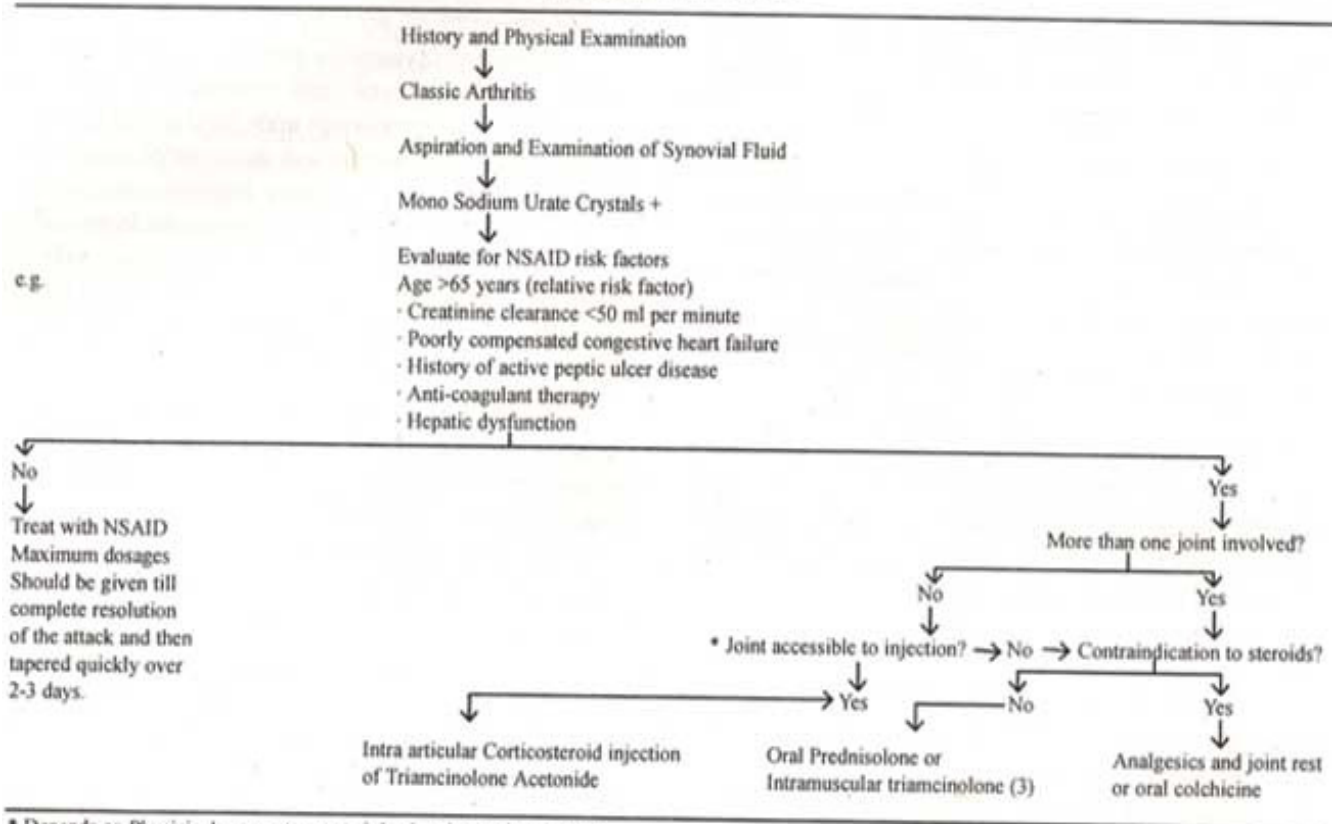 History and Physical Examination
Classic Arthritis
Aspiration and Examination of Synovial Fluid
Mono Sodium Urate Crystals +
Evaluate for NSAID risk factors
e.g.
Age >65 years (relative risk factor)
· Creatinine clearance <50 ml per minute
· Poorly compensated congestive heart failure
· History of active peptic ulcer disease
· Anti-coagulant therapy
· Hepatic dysfunction
No
Yes
Treat with NSAID
Maximum dosages
Should be given till
complete resolution
of the attack and then
tapered quickly over
2-3 days.
More than one joint involved?
No
Yes
* Joint accessible to injection? → No → Contraindication to steroids?
Yes
No
Yes
Intra articular Corticosteroid injection
of Triamcinolone Acetonide
Oral Prednisolone or
Intramuscular triamcinolone (3)
Analgesics and joint rest
or oral colchicine